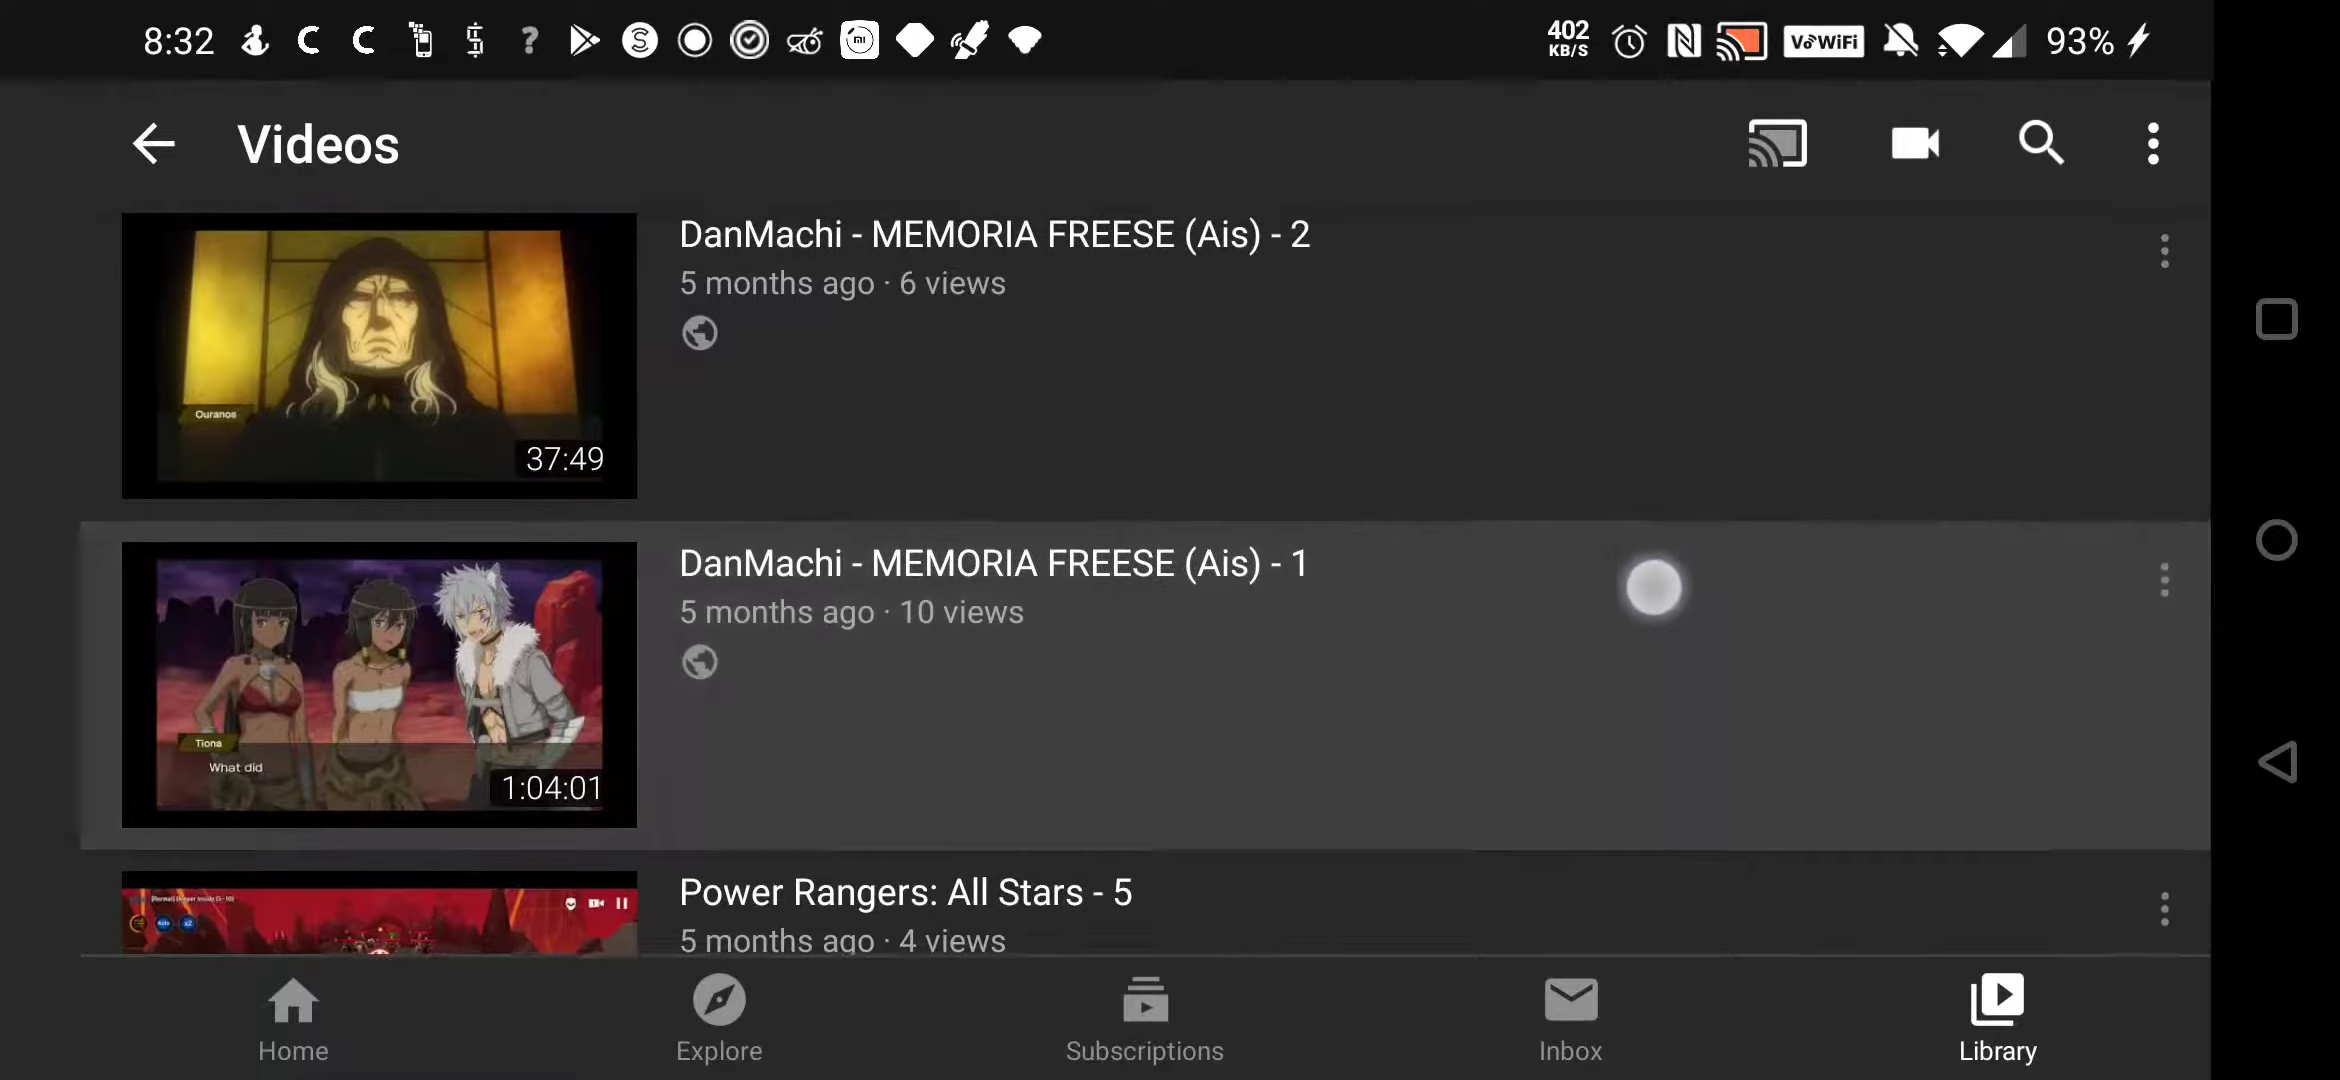 8:32
402
KB/S
VoWiFi
93%
Videos
DanMachi - MEMORIA FREESE (Ais) - 2
5 months ago · 6 views
Ouranos
37:49
DanMachi - MEMORIA FREESE (Ais) - 1
5 months ago · 10 views
Tiona
What did
1:04:01
Power Rangers: All Stars - 5
5 months ago · 4 views
Home
Explore
Subscriptions
Inbox
Library